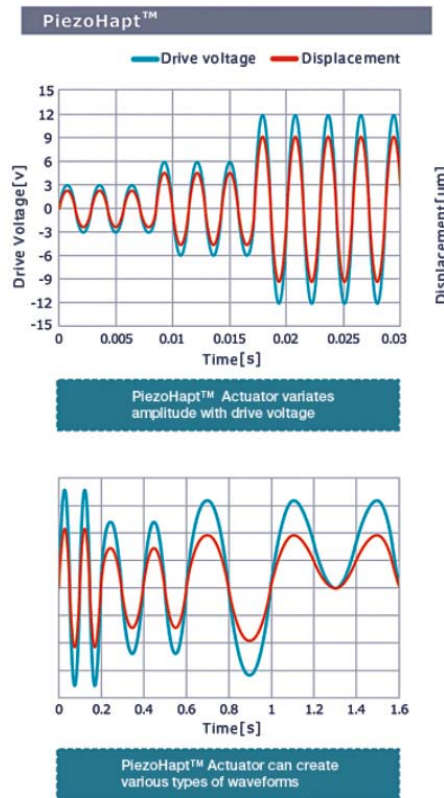 PiezoHapt™
Drive voltage Displacement
Drive Voltage[v]
15
12
9
6
3
0
-3
-6
-9
-12
-15
0 0.005 0.01 0.015 0.02 0.025 0.03
Time[s]
Displacement[um]
PiezoHapt™ Actuator variates
amplitude with drive voltage
0 0.2 0.4 0.6 0.8 1.0 1.2 1.4 1.6
Time[s]
PiezoHapt™ Actuator can create
various types of waveforms